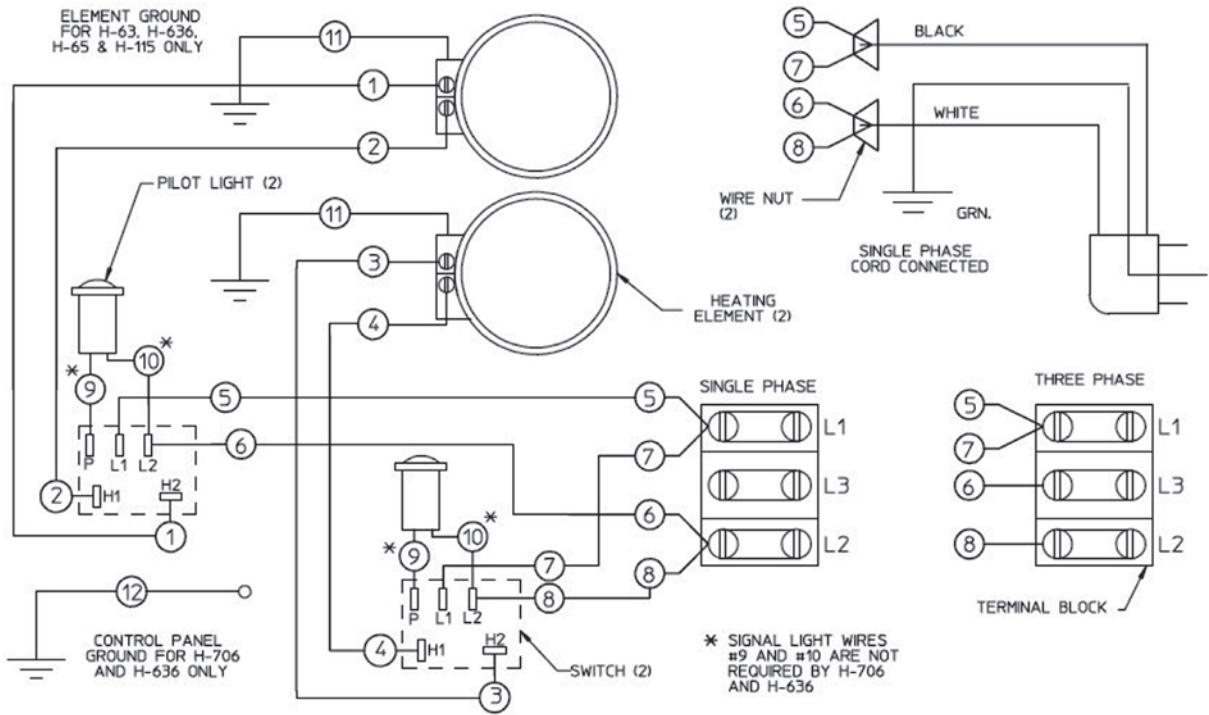 ELEMENT GROUND
FOR H-63, H-636,
H-65 & H-115 ONLY
11
1
2
PILOT LIGHT (2)
11
3
4
HEATING
ELEMENT (2)
5
7
BLACK
6
8
WHITE
WIRE NUT
(2)
GRN.
SINGLE PHASE
CORD CONNECTED
*
10
*
9
5
6
P
L1
L2
H1
H2
2
1
5
7
6
8
SINGLE PHASE
L1
L3
L2
THREE PHASE
5
7
6
8
L1
L3
L2
TERMINAL BLOCK
*
10
*
9
7
8
P
L1
L2
H1
H2
4
3
SWITCH (2)
12
CONTROL PANEL
GROUND FOR H-706
AND H-636 ONLY
* SIGNAL LIGHT WIRES
#9 AND #10 ARE NOT
REQUIRED BY H-706
AND H-636